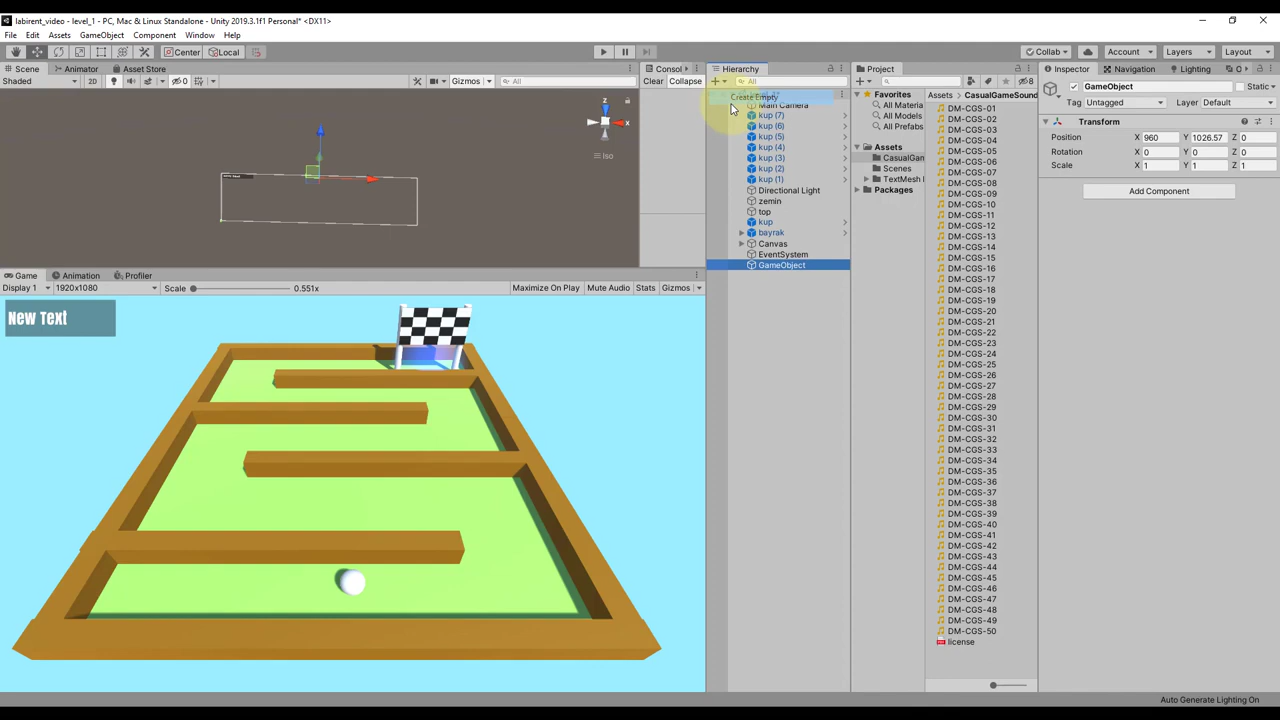 labirent_video - level_1 - PC, Mac & Linux Standalone - Unity 2019.3.1f1 Personal* <DX11>
File Edit Assets GameObject Component Window Help
Center Local
Collab Account Layers Layout
Scene Animator Asset Store
Shaded 2D 0 Gizmos All
z
x
Iso
Consol
Clear Collapse
Hierarchy
All
Create Empty
Main Camera
kup (7)
kup (6)
kup (5)
kup (4)
kup (3)
kup (2)
kup (1)
Directional Light
zemin
top
kup
bayrak
Canvas
EventSystem
GameObject
Project
8
Favorites
All Materia
All Models
All Prefabs
Assets
CasualGan
Scenes
TextMesh
Packages
Assets CasualGameSound
DM-CGS-01
DM-CGS-02
DM-CGS-03
DM-CGS-04
DM-CGS-05
DM-CGS-06
DM-CGS-07
DM-CGS-08
DM-CGS-09
DM-CGS-10
DM-CGS-11
DM-CGS-12
DM-CGS-13
DM-CGS-14
DM-CGS-15
DM-CGS-16
DM-CGS-17
DM-CGS-18
DM-CGS-19
DM-CGS-20
DM-CGS-21
DM-CGS-22
DM-CGS-23
DM-CGS-24
DM-CGS-25
DM-CGS-26
DM-CGS-27
DM-CGS-28
DM-CGS-29
DM-CGS-30
DM-CGS-31
DM-CGS-32
DM-CGS-33
DM-CGS-34
DM-CGS-35
DM-CGS-36
DM-CGS-37
DM-CGS-38
DM-CGS-39
DM-CGS-40
DM-CGS-41
DM-CGS-42
DM-CGS-43
DM-CGS-44
DM-CGS-45
DM-CGS-46
DM-CGS-47
DM-CGS-48
DM-CGS-49
DM-CGS-50
license
Inspector Navigation Lighting O
GameObject Static
Tag Untagged Layer Default
Transform
Position X 960 Y 1026.57 Z 0
Rotation X 0 Y 0 Z 0
Scale X 1 Y 1 Z 1
Add Component
Game Animation Profiler
Display 1 1920x1080 Scale 0.551x Maximize On Play Mute Audio Stats Gizmos
New Text
Auto Generate Lighting On